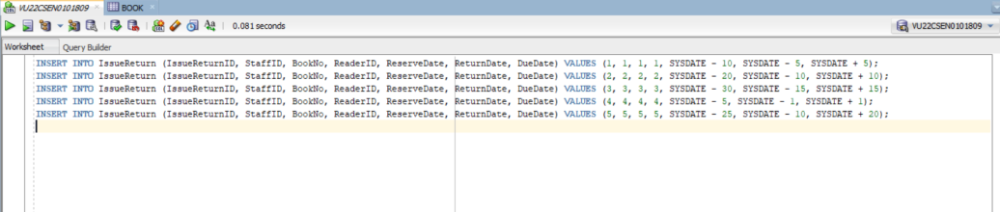 VU22CSEN0101809 BOOK
0.081 seconds VU22CSEN0101809
Worksheet Query Builder
INSERT INTO IssueReturn (IssueReturnID, StaffID, BookNo, ReaderID, ReserveDate, ReturnDate, DueDate) VALUES (1, 1, 1, 1, SYSDATE - 10, SYSDATE - 5, SYSDATE + 5);
INSERT INTO IssueReturn (IssueReturnID, StaffID, BookNo, ReaderID, ReserveDate, ReturnDate, DueDate) VALUES (2, 2, 2, 2, SYSDATE - 20, SYSDATE - 10, SYSDATE + 10);
INSERT INTO IssueReturn (IssueReturnID, StaffID, BookNo, ReaderID, ReserveDate, ReturnDate, DueDate) VALUES (3, 3, 3, 3, SYSDATE - 30, SYSDATE - 15, SYSDATE + 15);
INSERT INTO IssueReturn (IssueReturnID, StaffID, BookNo, ReaderID, ReserveDate, ReturnDate, DueDate) VALUES (4, 4, 4, 4, SYSDATE - 5, SYSDATE - 1, SYSDATE + 1);
INSERT INTO IssueReturn (IssueReturnID, StaffID, BookNo, ReaderID, ReserveDate, ReturnDate, DueDate) VALUES (5, 5, 5, 5, SYSDATE - 25, SYSDATE - 10, SYSDATE + 20);